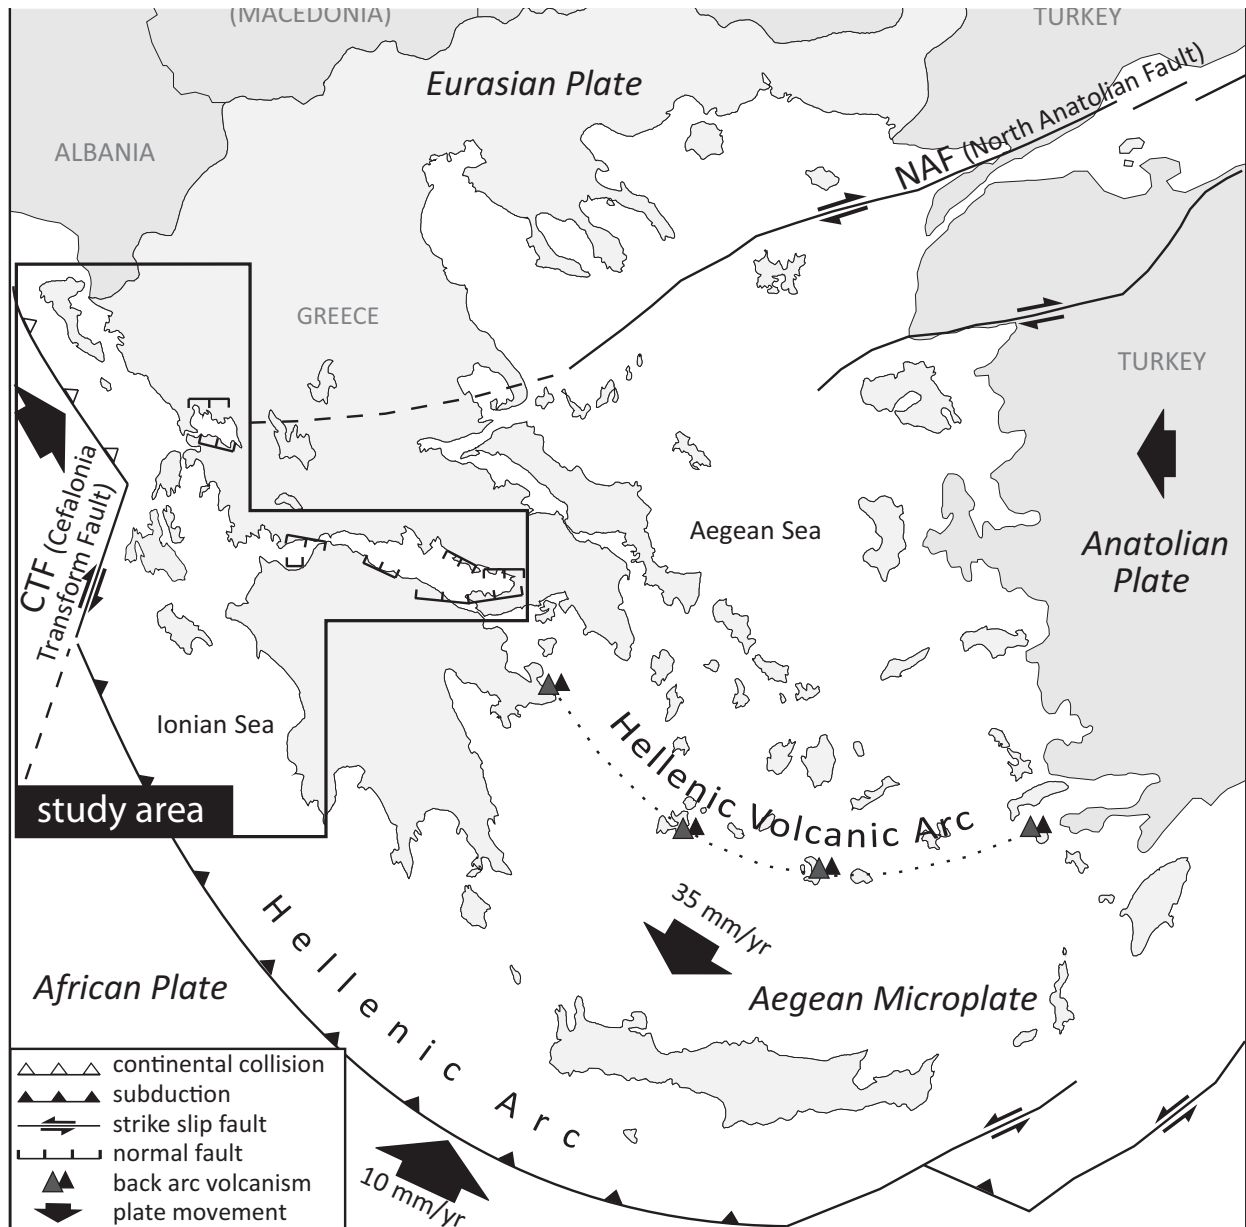 (MACEDONIA)
TURKEY
Eurasian Plate
ALBANIA
NAF (North Anatolian Fault)
GREECE
TURKEY
CTF (Cefalonia
Transform Fault)
Aegean Sea
Anatolian
Plate
Ionian Sea
Hellenic Volcanic Arc
study area
35 mm/yr
Hellenic Arc
African Plate
Aegean Microplate
10 mm/yr
continental collision
subduction
strike slip fault
normal fault
back arc volcanism
plate movement